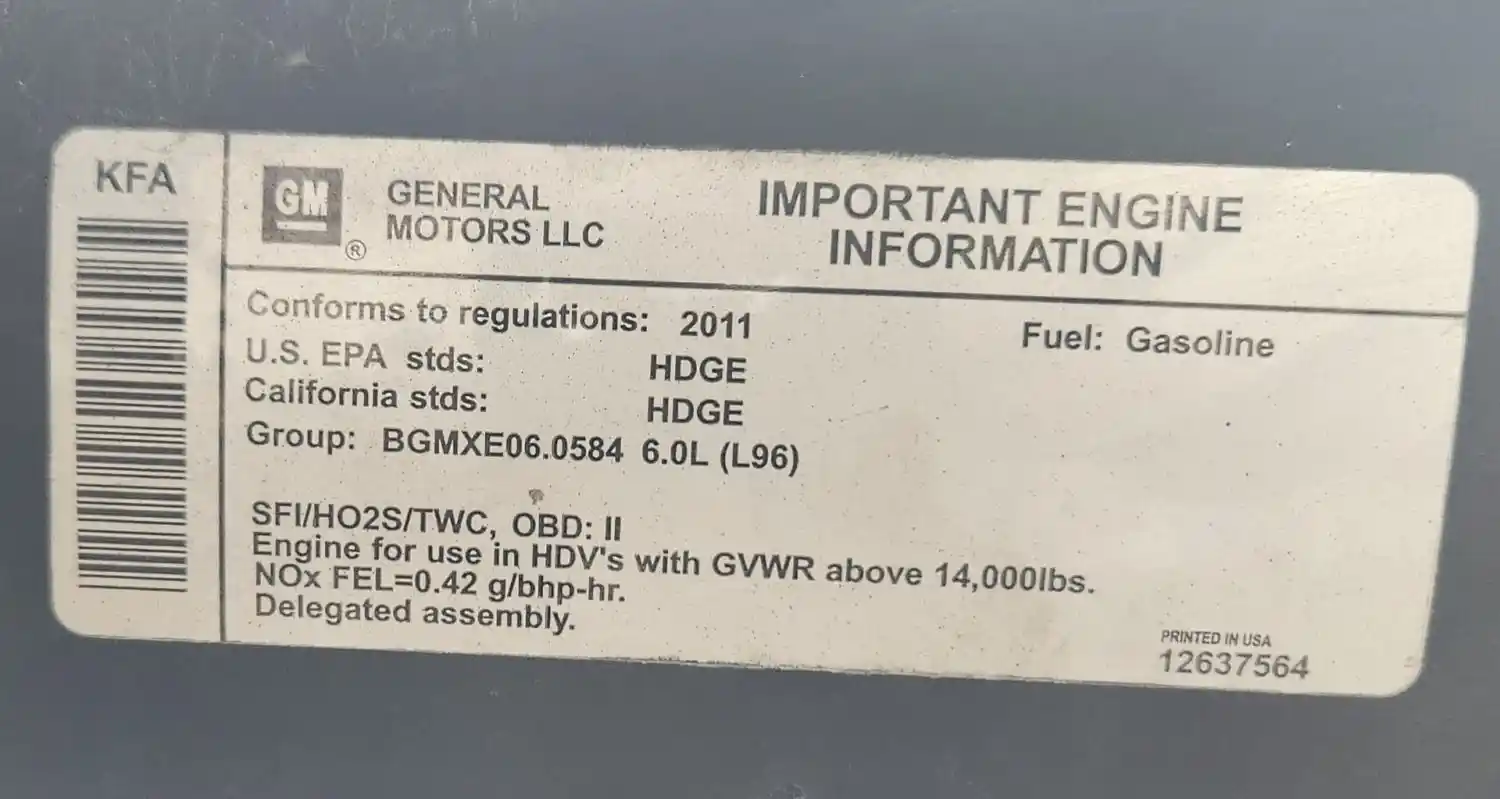 KFA
GM
®
GENERAL
MOTORS LLC
IMPORTANT ENGINE
INFORMATION
Conforms to regulations: 2011
Fuel: Gasoline
U.S. EPA stds: HDGE
California stds: HDGE
Group: BGMXE06.0584 6.0L (L96)
SFI/HO2S/TWC, OBD: II
Engine for use in HDV's with GVWR above 14,000lbs.
NOx FEL=0.42 g/bhp-hr.
Delegated assembly.
PRINTED IN USA
12637564